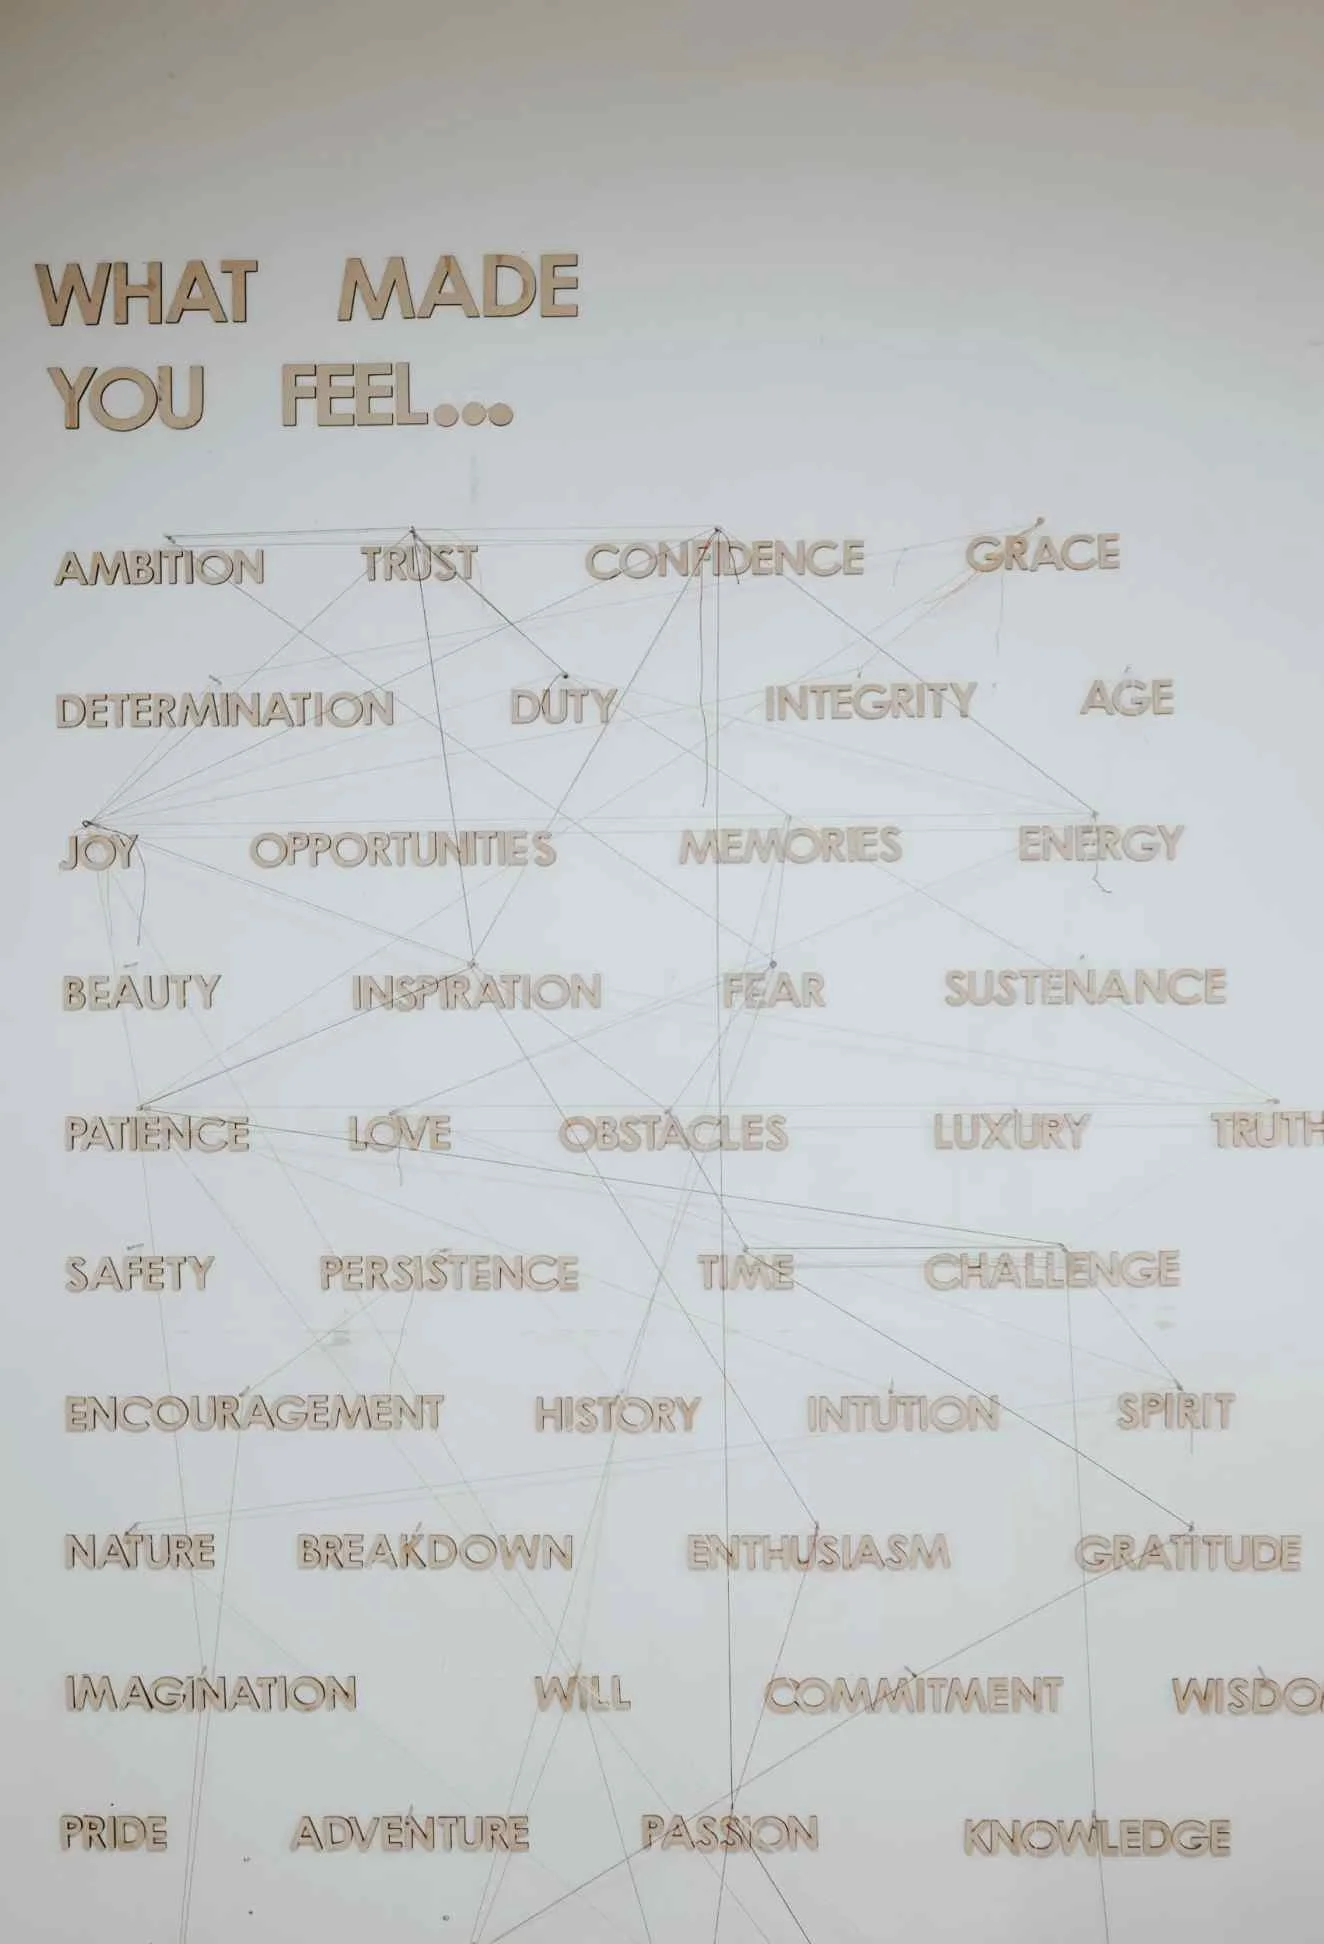 WHAT MADE
YOU FEEL...
AMBITION TRUST CONFIDENCE GRACE
DETERMINATION DUTY INTEGRITY AGE
JOY OPPORTUNITIES MEMORIES ENERGY
BEAUTY INSPIRATION FEAR SUSTENANCE
PATIENCE LOVE OBSTACLES LUXURY TRUTH
SAFETY PERSISTENCE TIME CHALLENGE
ENCOURAGEMENT HISTORY INTUTION SPIRIT
NATURE BREAKDOWN ENTHUSIASM GRATITUDE
IMAGINATION WILL COMMITMENT WISDO
PRIDE ADVENTURE PASSION KNOWLEDGE